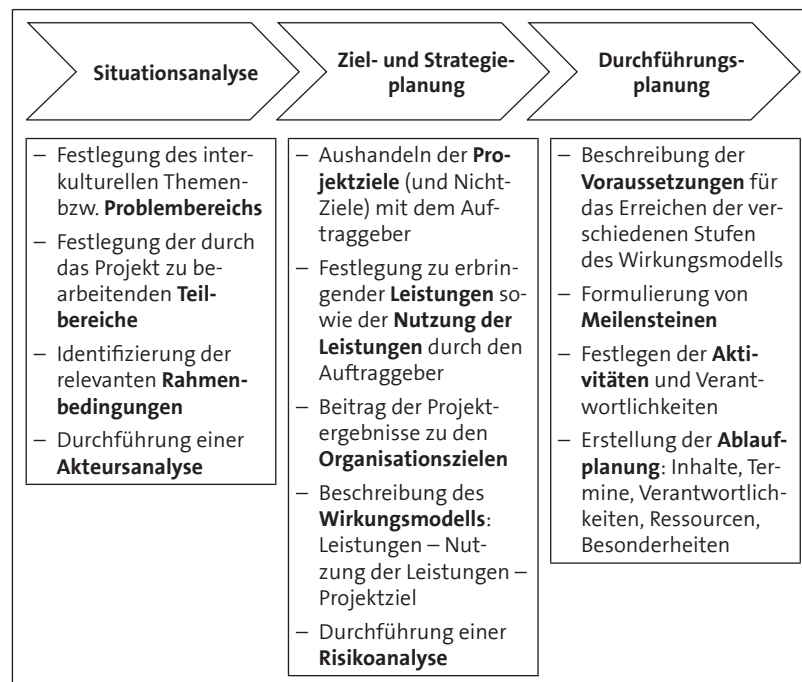 Situationsanalyse
Ziel- und Strategie-
planung
Durchführungs-
planung
– Festlegung des inter-
kulturellen Themen-
bzw. Problembereichs
– Festlegung der durch
das Projekt zu be-
arbeitenden Teil-
bereiche
– Identifizierung der
relevanten Rahmen-
bedingungen
– Durchführung einer
Akteursanalyse
– Aushandeln der Pro-
jektziele (und Nicht-
Ziele) mit dem Auf-
traggeber
– Festlegung zu erbrin-
gender Leistungen so-
wie der Nutzung der
Leistungen durch den
Auftraggeber
– Beitrag der Projekt-
ergebnisse zu den
Organisationszielen
– Beschreibung des
Wirkungsmodells:
Leistungen – Nut-
zung der Leistungen –
Projektziel
– Durchführung einer
Risikoanalyse
– Beschreibung der
Voraussetzungen für
das Erreichen der ver-
schiedenen Stufen
des Wirkungsmodells
– Formulierung von
Meilensteinen
– Festlegen der Akti-
vitäten und Verant-
wortlichkeiten
– Erstellung der Ablauf-
planung: Inhalte, Ter-
mine, Verantwortlich-
keiten, Ressourcen,
Besonderheiten